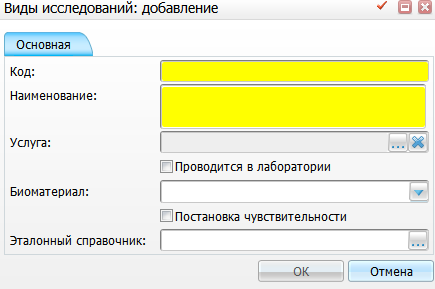 Виды исследований: добавление
Основная
Код:
Наименование:
Услуга:
...
Проводится в лаборатории
Биоматериал:
Постановка чувствительности
Эталонный справочник:
...
ОК
Отмена